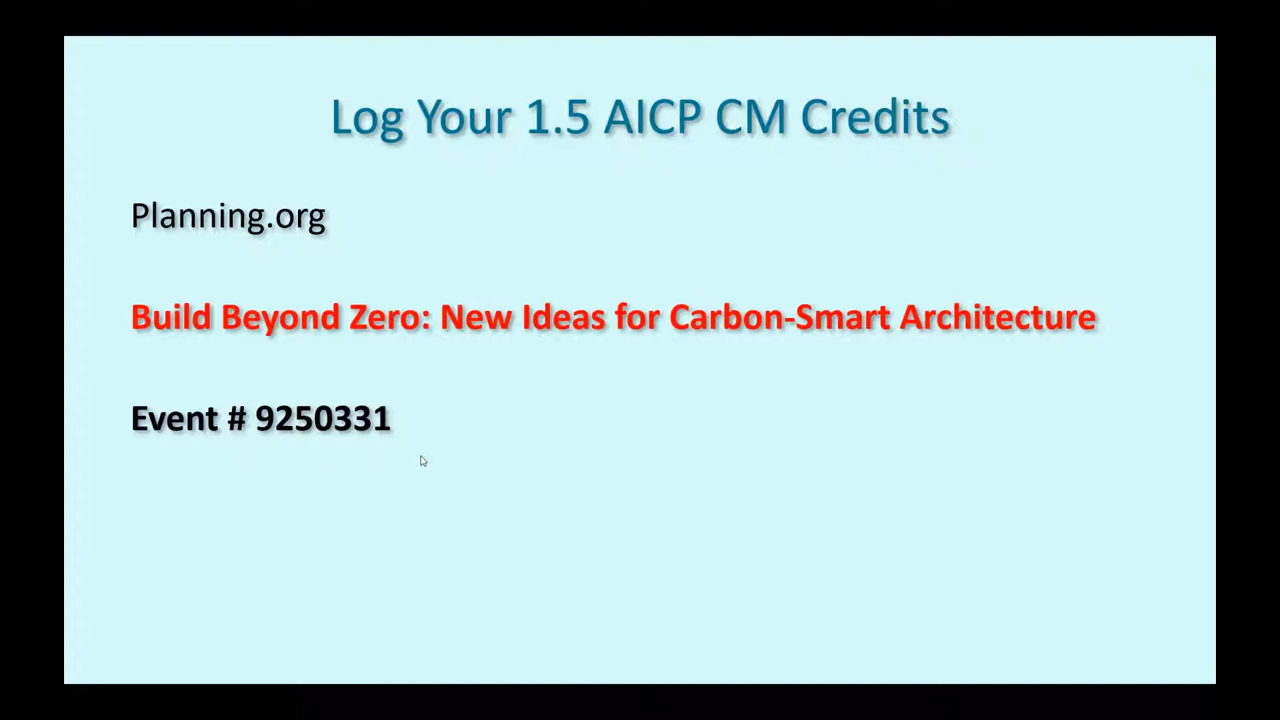 Log Your 1.5 AICP CM Credits
Planning.org
Build Beyond Zero: New Ideas for Carbon-Smart Architecture
Event # 9250331